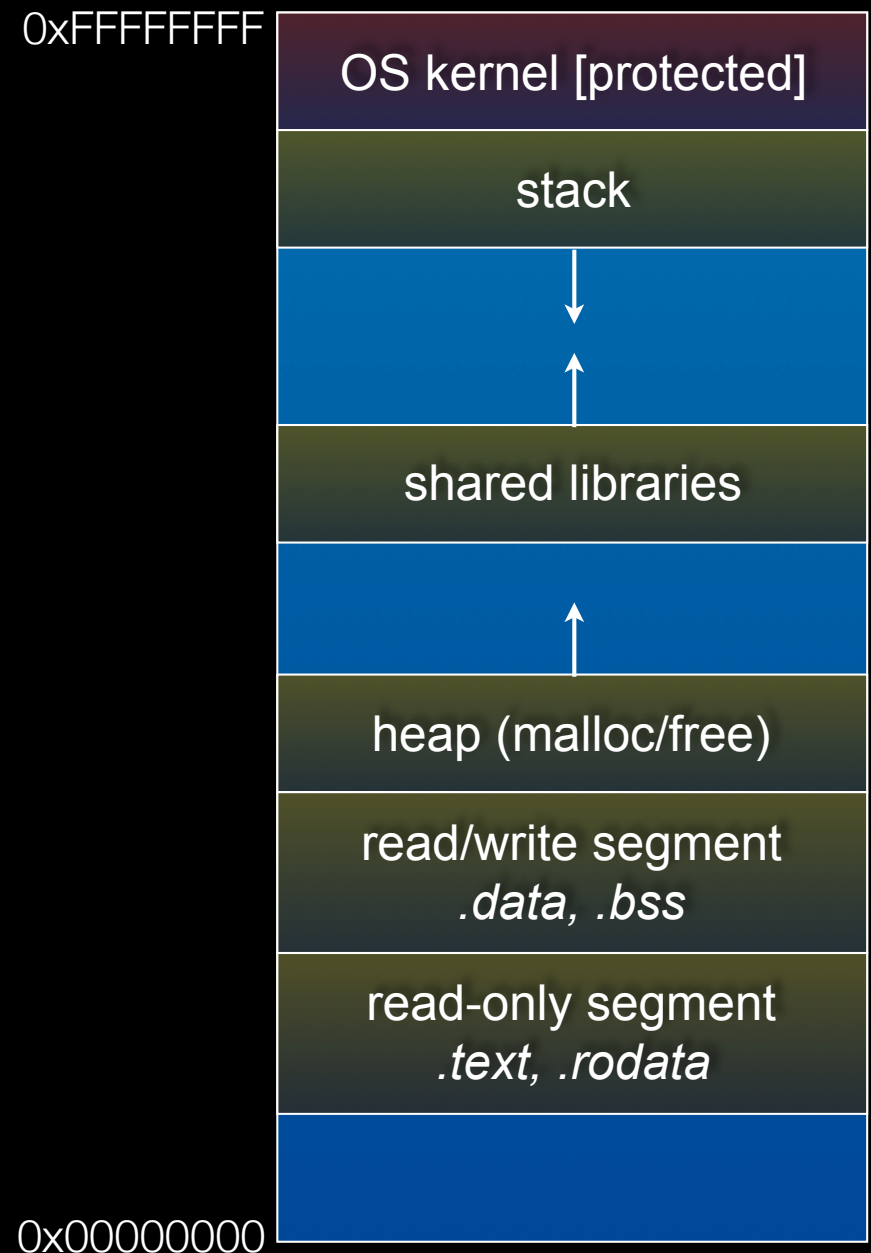 0xFFFFFFFF
OS kernel [protected]
stack
shared libraries
heap (malloc/free)
read/write segment
.data, .bss
read-only segment
.text, .rodata
0x00000000